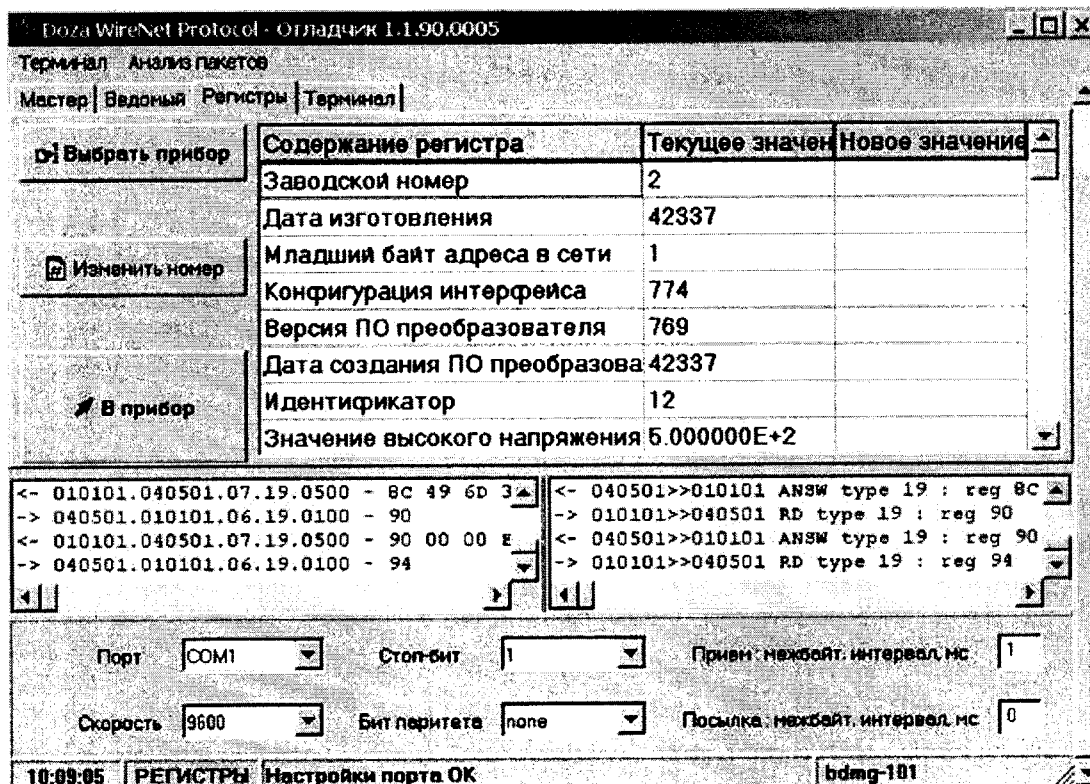 Doza WireNet Protocol - Отладчик 1.1.90.0005
Терминал Анализ пакетов
Мастер Ведомый Регистры Терминал
Выбрать прибор
Изменить номер
В прибор
Содержание регистра Текущее значен Новое значение
Заводской номер 2
Дата изготовления 42337
Младший байт адреса в сети 1
Конфигурация интерфейса 774
Версия ПО преобразователя 769
Дата создания ПО преобразова 42337
Идентификатор 12
Значение высокого напряжения 5.000000E+2
<- 010101.040501.07.19.0500 - 8C 49 6D 3
-> 040501.010101.06.19.0100 - 90
<- 010101.040501.07.19.0500 - 90 00 00 E
-> 040501.010101.06.19.0100 - 94
<- 040501>>010101 ANSW type 19 : reg 8C
-> 010101>>040501 RD type 19 : reg 90
<- 040501>>010101 ANSW type 19 : reg 90
-> 010101>>040501 RD type 19 : reg 94
Порт COM1 Стоп-бит 1 Прием: межбайт. интервал, мс 1
Скорость 9600 Бит паритета none Посылка: межбайт. интервал, мс 0
10:09:05 РЕГИСТРЫ Настройки порта OK bdmg-101